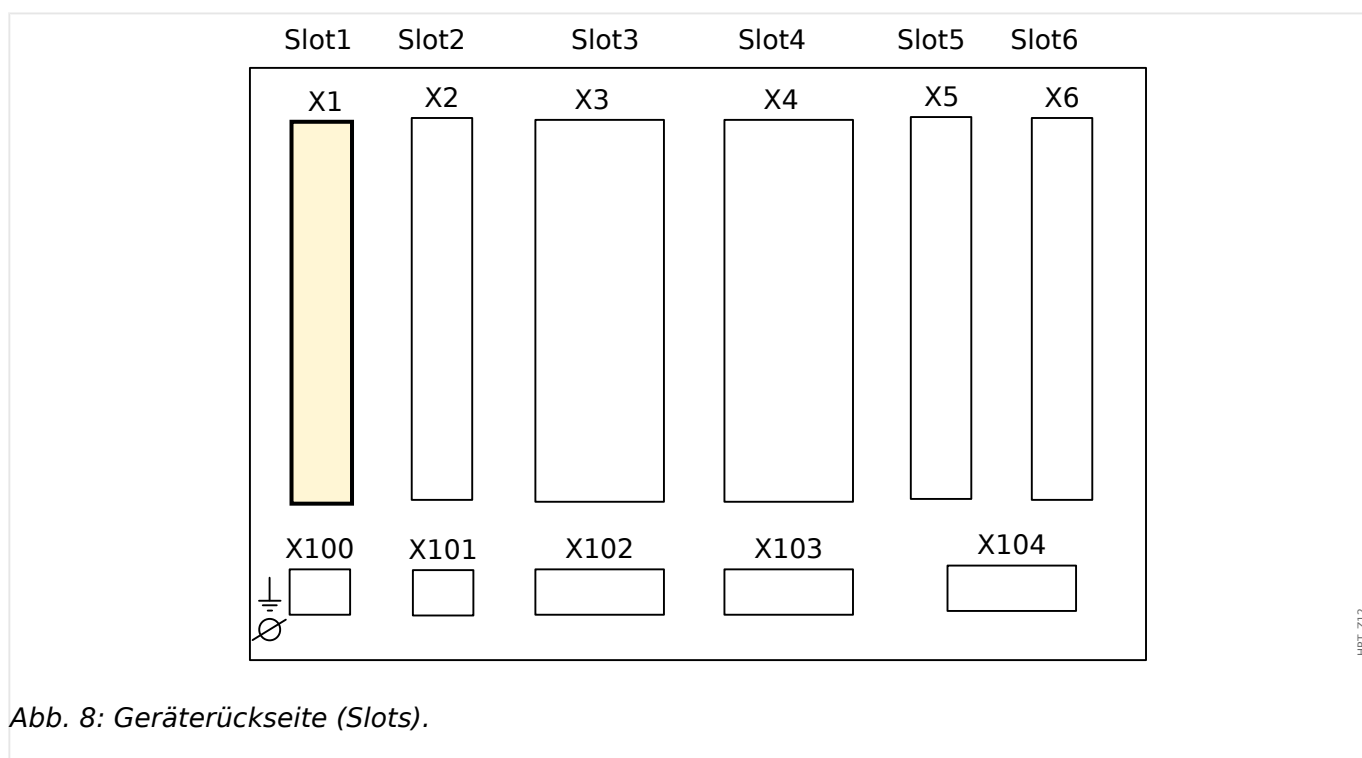 Slot1 Slot2 Slot3 Slot4 Slot5 Slot6
X1 X2 X3 X4 X5 X6
X100 X101 X102 X103 X104
Abb. 8: Geräterückseite (Slots).